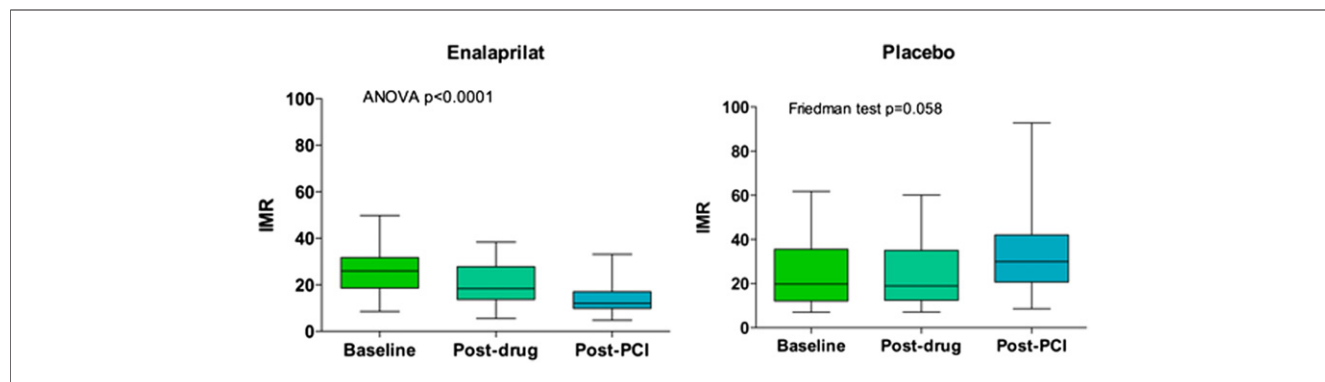 Enalaprilat
ANOVA p<0.0001
100
80
60
40
20
0
IMR
Baseline Post-drug Post-PCI
Placebo
Friedman test p=0.058
100
80
60
40
20
0
IMR
Baseline Post-drug Post-PCI